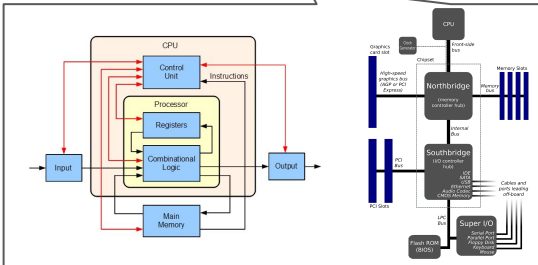 CPU
Control
Unit
Instructions
Processor
Registers
Combinational
Logic
Input
Output
Main
Memory
CPU
Clock
Generator
Graphics
card slot
Front-side
bus
Chipset
High-speed
graphics bus
(AGP or PCI
Express)
Northbridge
(memory
controller hub)
Memory Slots
Memory
bus
Internal
Bus
Southbridge
(I/O controller
hub)
PCI
Bus
PCI Slots
IDE
SATA
USB
Ethernet
Audio Codec
CMOS Memory
Cables and
ports leading
off-board
LPC
Bus
Super I/O
Serial Port
Parallel Port
Floppy Disk
Keyboard
Mouse
Flash ROM
(BIOS)